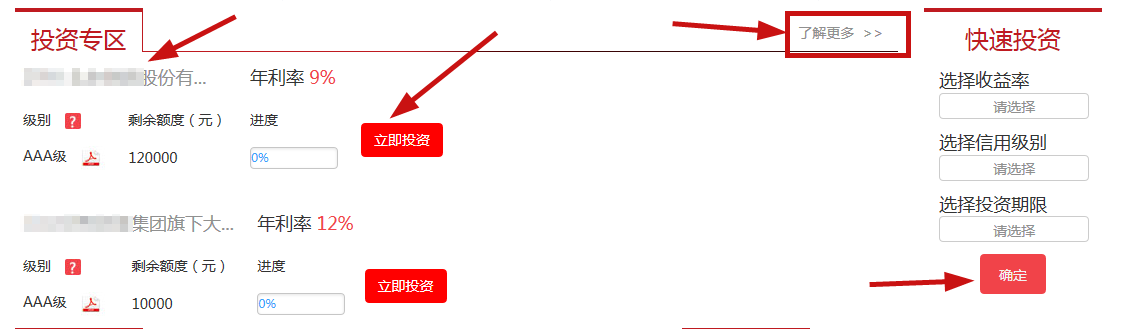 投资专区
了解更多 >>
股份有... 年利率 9%
级别 ? 剩余额度（元） 进度
AAA级 120000 0% 立即投资
集团旗下大... 年利率 12%
级别 ? 剩余额度（元） 进度
AAA级 10000 0% 立即投资
快速投资
选择收益率
请选择
选择信用级别
请选择
选择投资期限
请选择
确定